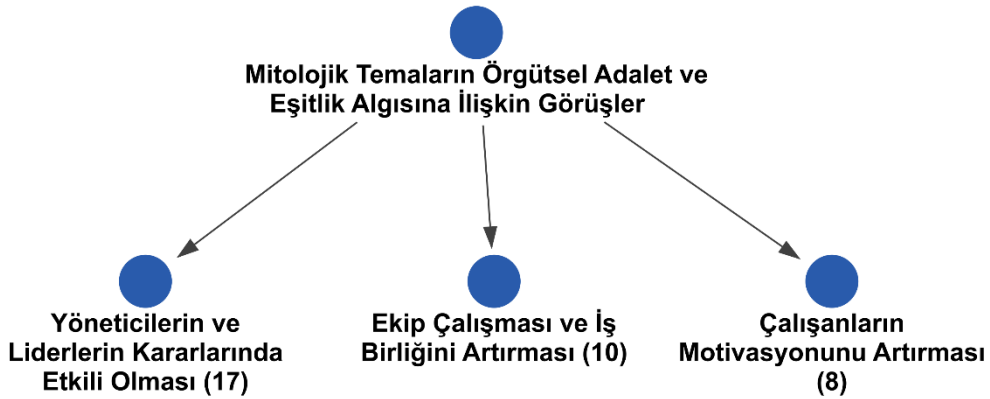 Mitolojik Temaların Örgütsel Adalet ve
Eşitlik Algısına İlişkin Görüşler
Yöneticilerin ve
Liderlerin Kararlarında
Etkili Olması (17)
Ekip Çalışması ve İş
Birliğini Artırması (10)
Çalışanların
Motivasyonunu Artırması
(8)